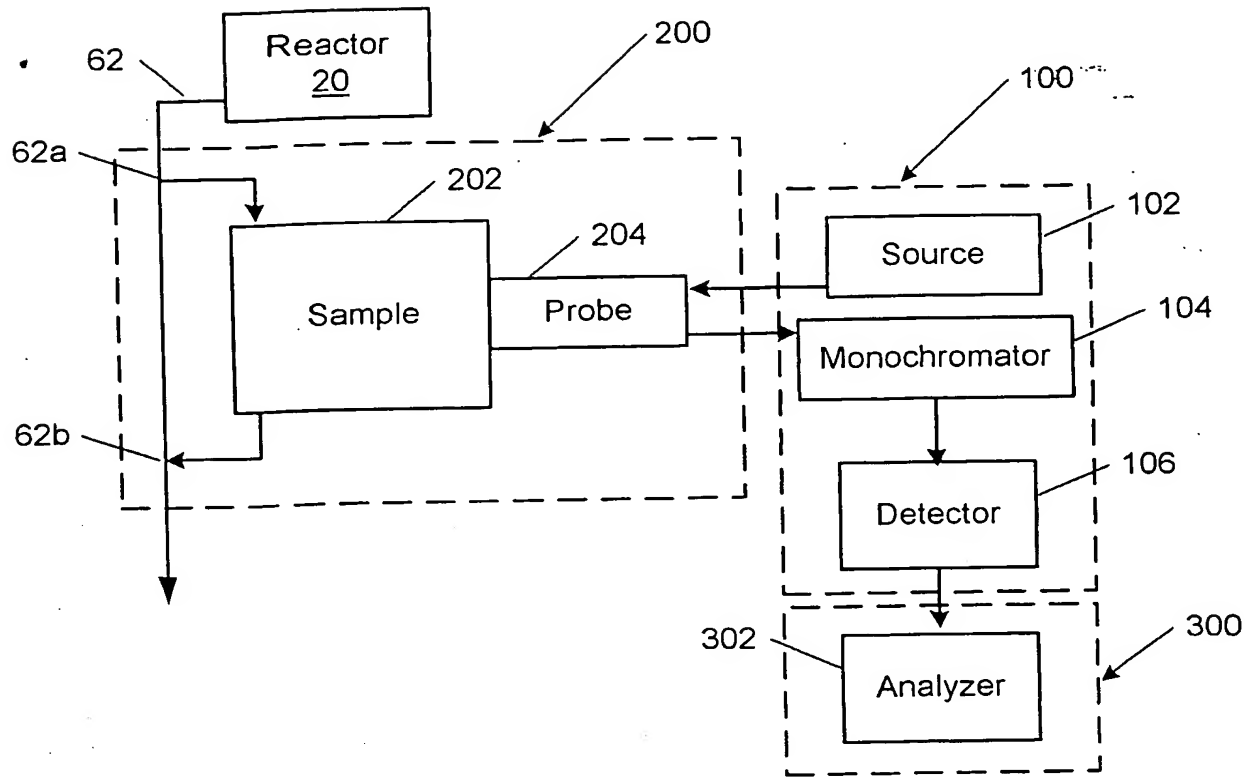 Reactor
20
62
200
100
62a
202
102
204
Source
Sample
Probe
104
Monochromator
62b
106
Detector
302
300
Analyzer